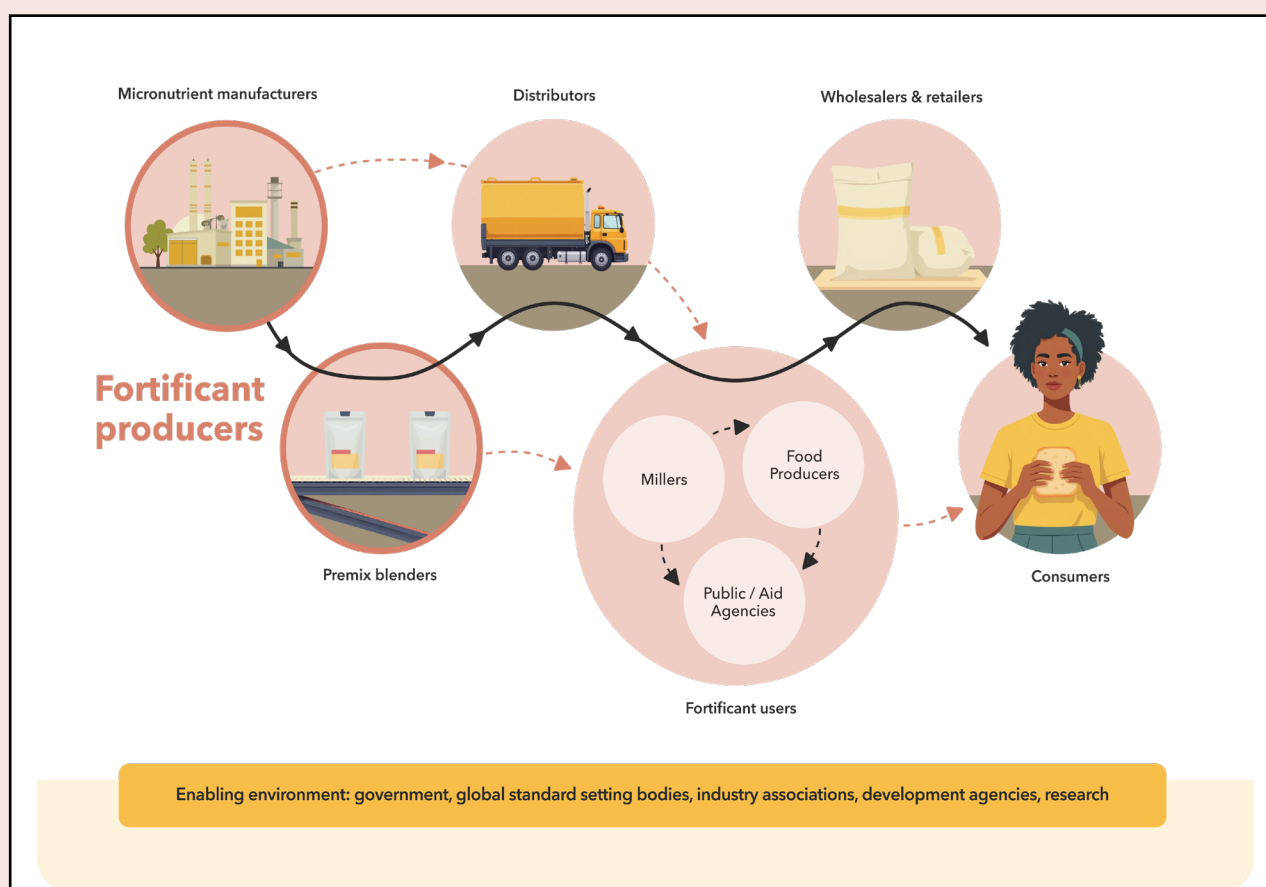 Micronutrient manufacturers
Distributors
Wholesalers & retailers
Fortificant
producers
Premix blenders
Millers
Food
Producers
Public / Aid
Agencies
Consumers
Fortificant users
Enabling environment: government, global standard setting bodies, industry associations, development agencies, research